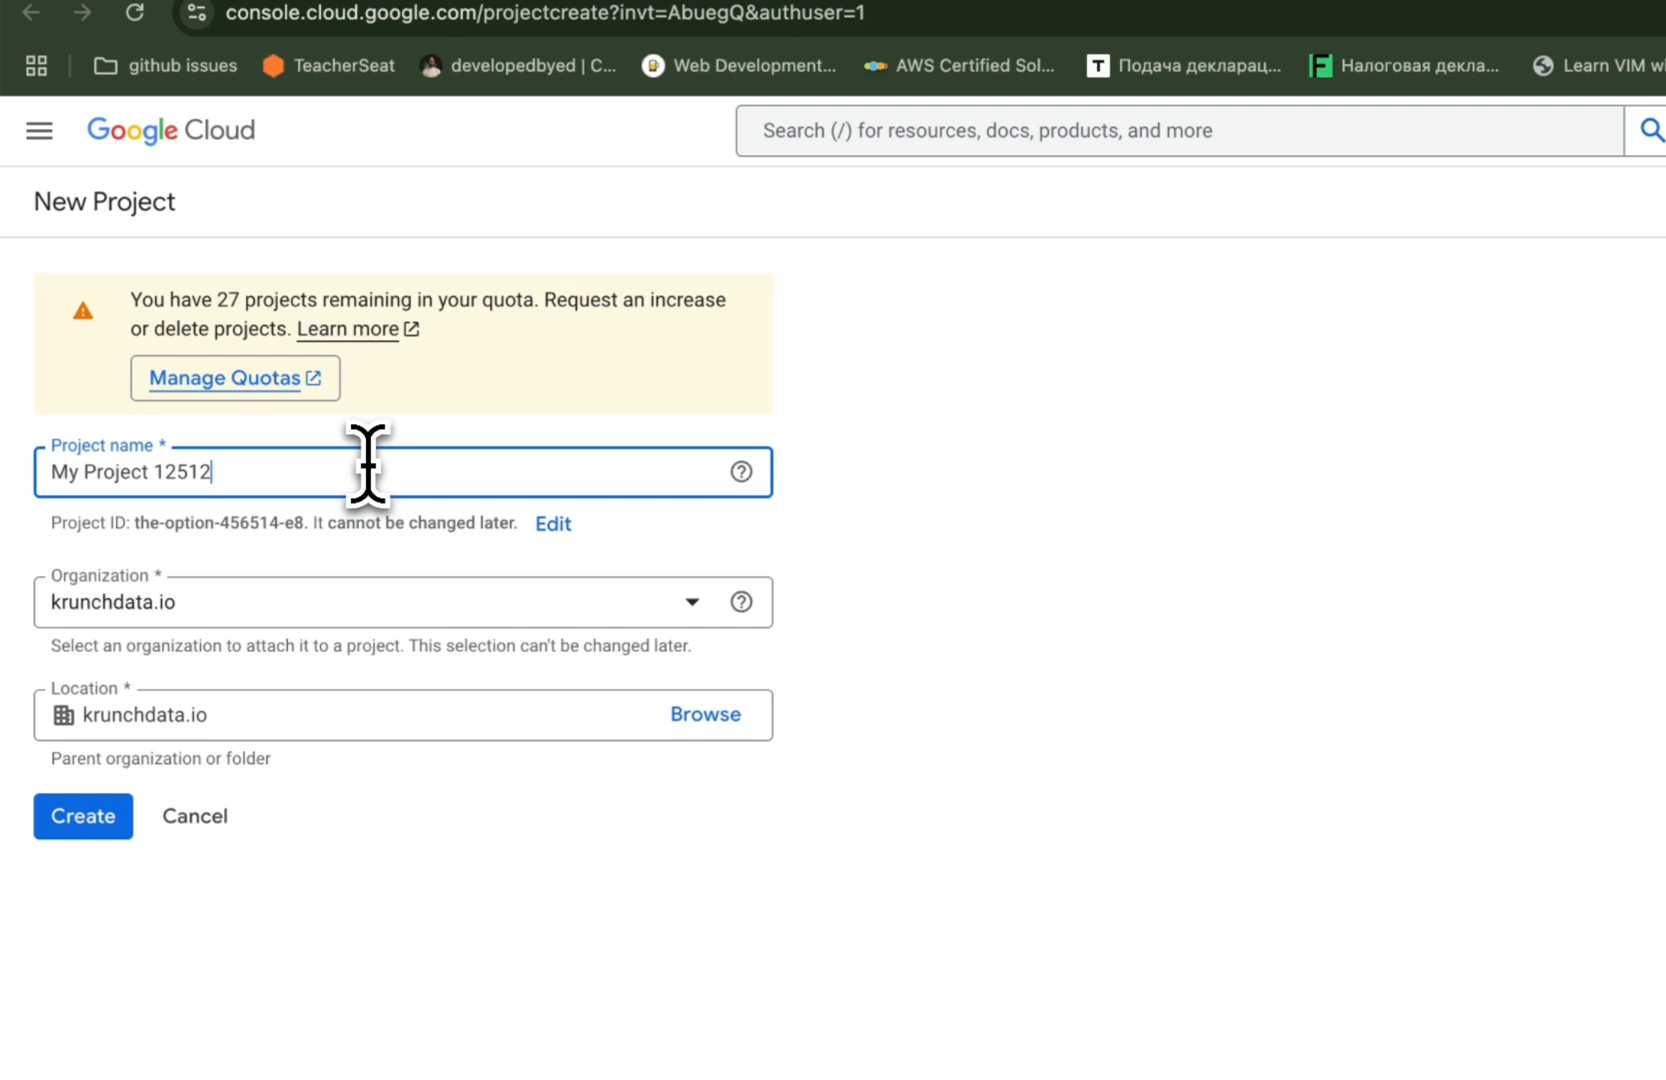 console.cloud.google.com/projectcreate?invt=AbuegQ&authuser=1
github issues TeacherSeat developedbyed | C... Web Development... AWS Certified Sol... T Подача деклараци... Налоговая декла... Learn VIM wh
Google Cloud
Search (/) for resources, docs, products, and more
New Project
You have 27 projects remaining in your quota. Request an increase
or delete projects. Learn more
Manage Quotas
Project name *
My Project 12512
Project ID: the-option-456514-e8. It cannot be changed later. Edit
Organization *
krunchdata.io
Select an organization to attach it to a project. This selection can't be changed later.
Location *
krunchdata.io Browse
Parent organization or folder
Create Cancel